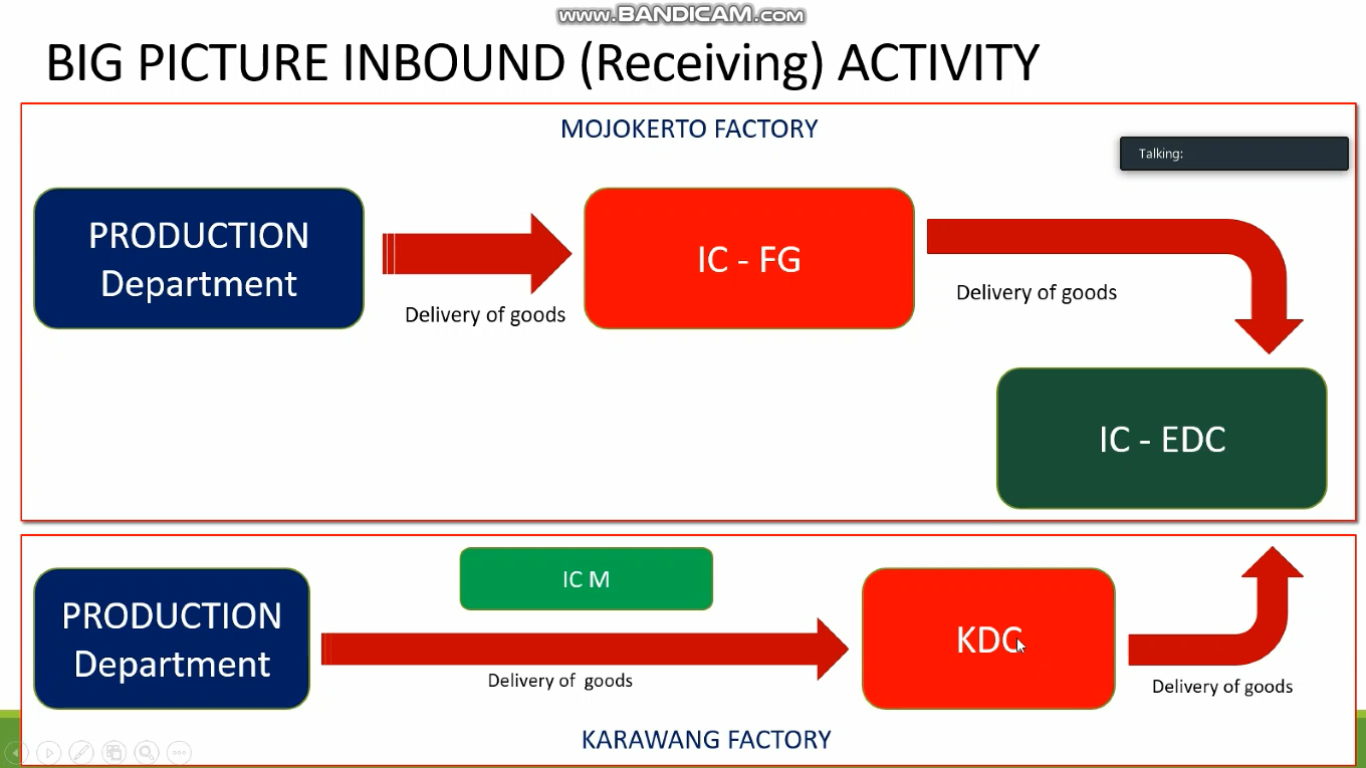 www.BANDICAM.com
BIG PICTURE INBOUND (Receiving) ACTIVITY
MOJOKERTO FACTORY
Talking:
PRODUCTION
Department
Delivery of goods
IC - FG
Delivery of goods
IC - EDC
PRODUCTION
Department
IC M
Delivery of goods
KDC
Delivery of goods
KARAWANG FACTORY